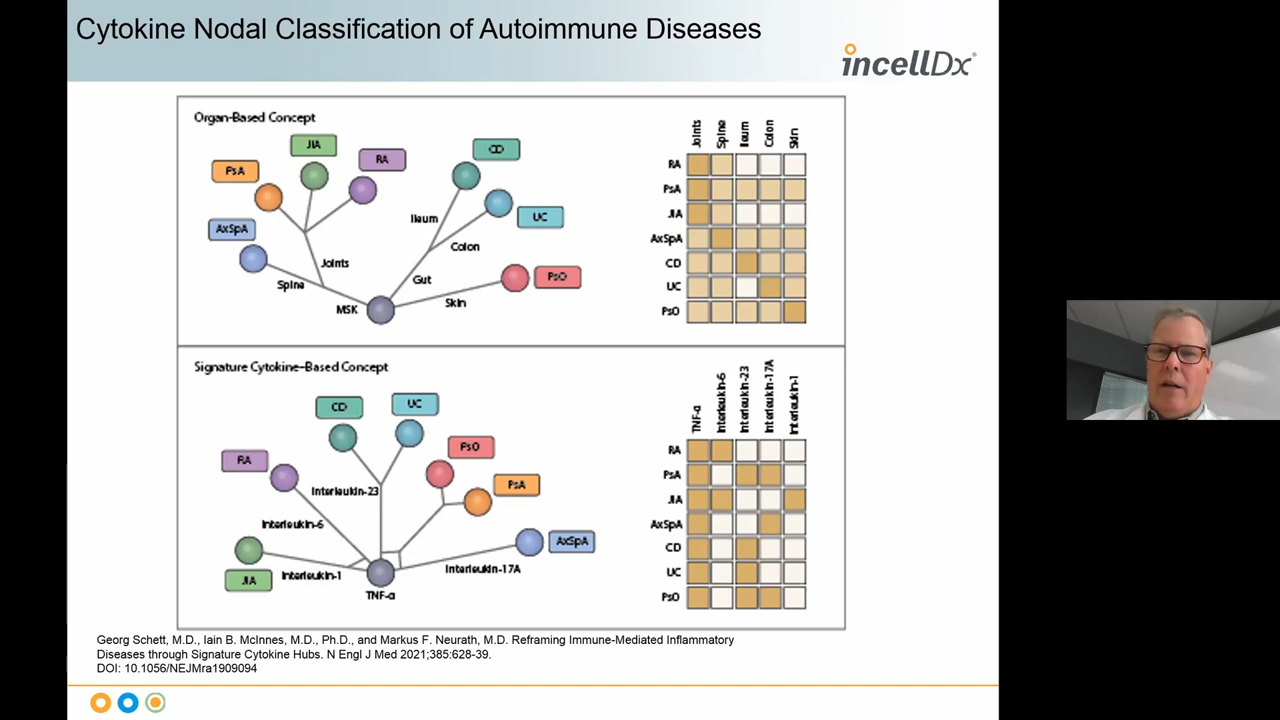 Cytokine Nodal Classification of Autoimmune Diseases
incellDx
Organ-Based Concept
JIA
RA
PsA
CD
AxSpA
UC
Ileum
Colon
Joints
Gut
Spine
MSK
Skin
PsO
Joints
Spine
Ileum
Colon
Skin
RA
PsA
JIA
AxSpA
CD
UC
PsO
Signature Cytokine-Based Concept
CD
UC
PsO
RA
PsA
Interleukin-23
Interleukin-6
AxSpA
JIA
Interleukin-1
Interleukin-17A
TNF-α
TNF-α
Interleukin-6
Interleukin-23
Interleukin-17A
Interleukin-1
RA
PsA
JIA
AxSpA
CD
UC
PsO
Georg Schett, M.D., Iain B. McInnes, M.D., Ph.D., and Markus F. Neurath, M.D. Reframing Immune-Mediated Inflammatory
Diseases through Signature Cytokine Hubs. N Engl J Med 2021;385:628-39.
DOI: 10.1056/NEJMra1909094